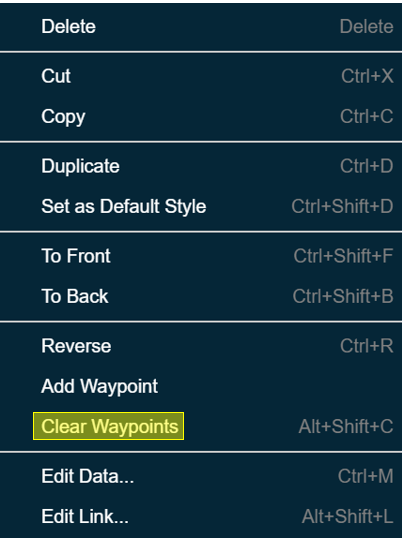 Delete Delete
Cut Ctrl+X
Copy Ctrl+C
Duplicate Ctrl+D
Set as Default Style Ctrl+Shift+D
To Front Ctrl+Shift+F
To Back Ctrl+Shift+B
Reverse Ctrl+R
Add Waypoint
Clear Waypoints Alt+Shift+C
Edit Data... Ctrl+M
Edit Link... Alt+Shift+L